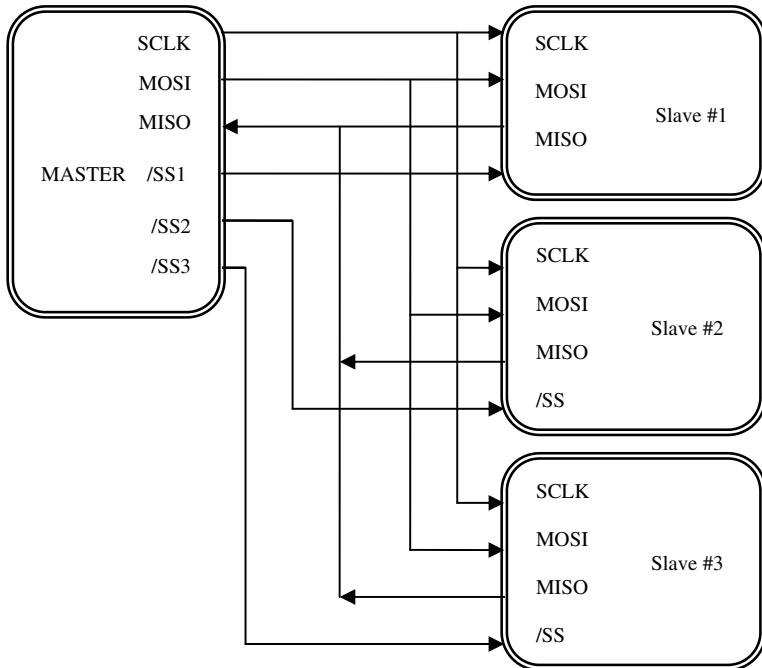 SCLK
MOSI
MISO
MASTER /SS1
/SS2
/SS3
SCLK
MOSI
Slave #1
MISO
SCLK
MOSI
Slave #2
MISO
/SS
SCLK
MOSI
Slave #3
MISO
/SS